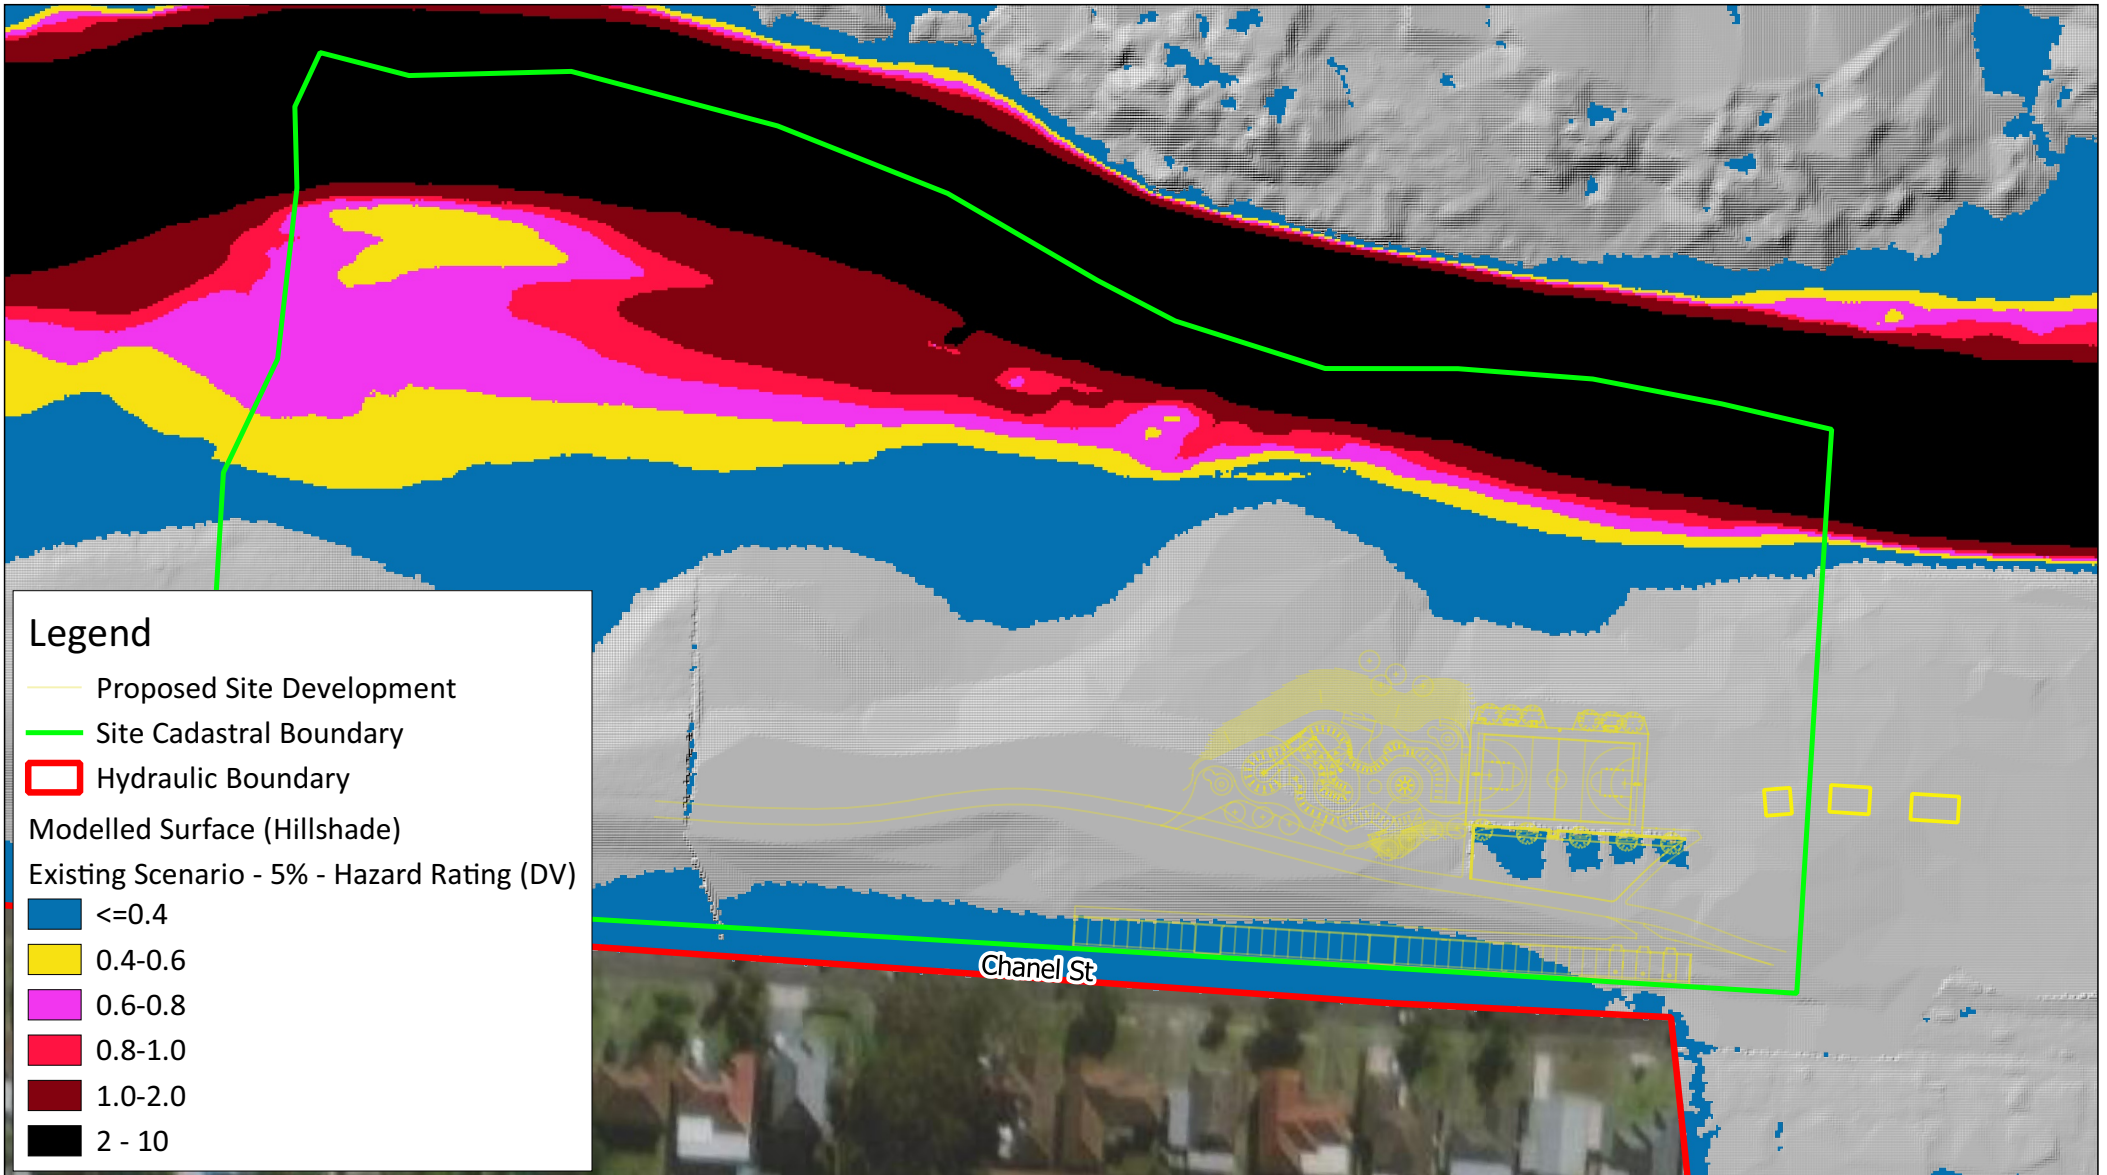 Legend
Proposed Site Development
Site Cadastral Boundary
Hydraulic Boundary
Modelled Surface (Hillshade)
Existing Scenario - 5% - Hazard Rating (DV)
<=0.4
0.4-0.6
0.6-0.8
0.8-1.0
1.0-2.0
2 - 10
Chanel St